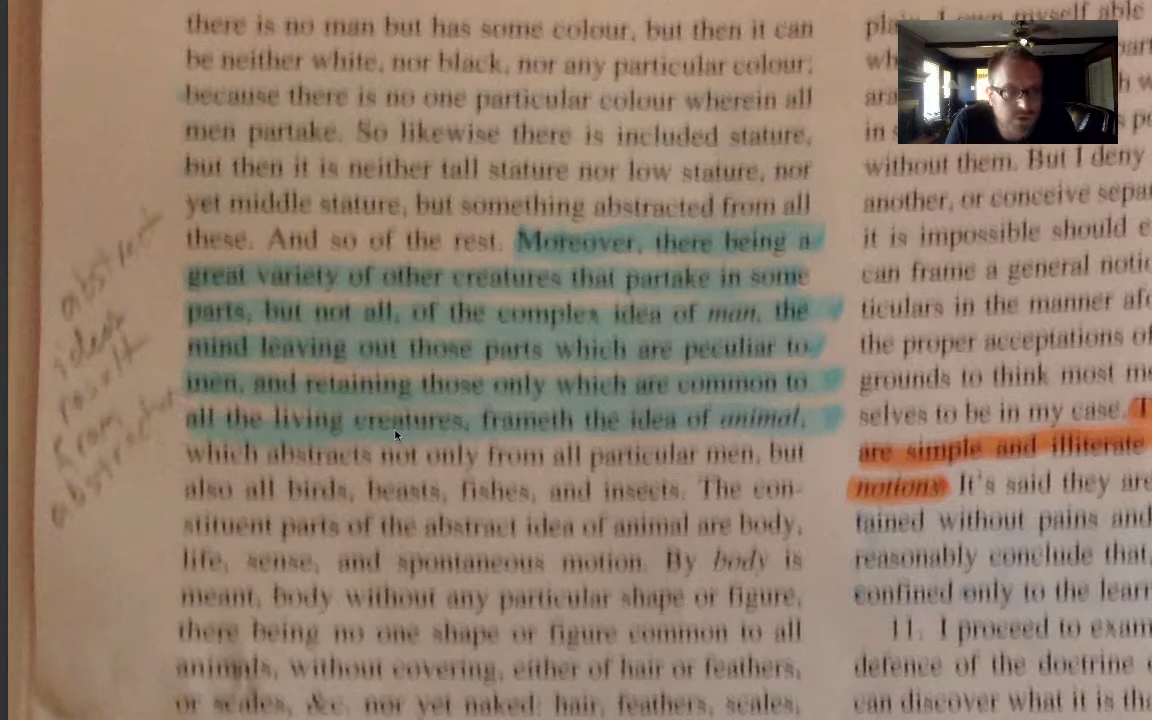 there is no man but has some colour, but then it can
be neither white, nor black, nor any particular colour;
because there is no one particular colour wherein all
men partake. So likewise there is included stature,
but then it is neither tall stature nor low stature, nor
yet middle stature, but something abstracted from all
these. And so of the rest. Moreover, there being a
great variety of other creatures that partake in some
parts, but not all, of the complex idea of man, the
mind leaving out those parts which are peculiar to
men, and retaining those only which are common to
all the living creatures, frameth the idea of animal,
which abstracts not only from all particular men, but
also all birds, beasts, fishes, and insects. The con-
stituent parts of the abstract idea of animal are body,
life, sense, and spontaneous motion. By body is
meant, body without any particular shape or figure,
there being no one shape or figure common to all
animals, without covering, either of hair or feathers,
or scales, &c. nor yet naked: hair, feathers, scales,
abstract
ideas
result
from
plain, I own myself able
in
without them. But I deny
another, or conceive
it is impossible should
can frame a general
ticulars in the manner
the proper acceptations of
grounds to think most
selves to be in my case.
are simple and illiterate
notions. It's said they are
tained without pains and
reasonably conclude that,
confined only to the
11. I proceed to
defence of the doctrine
can discover what it is